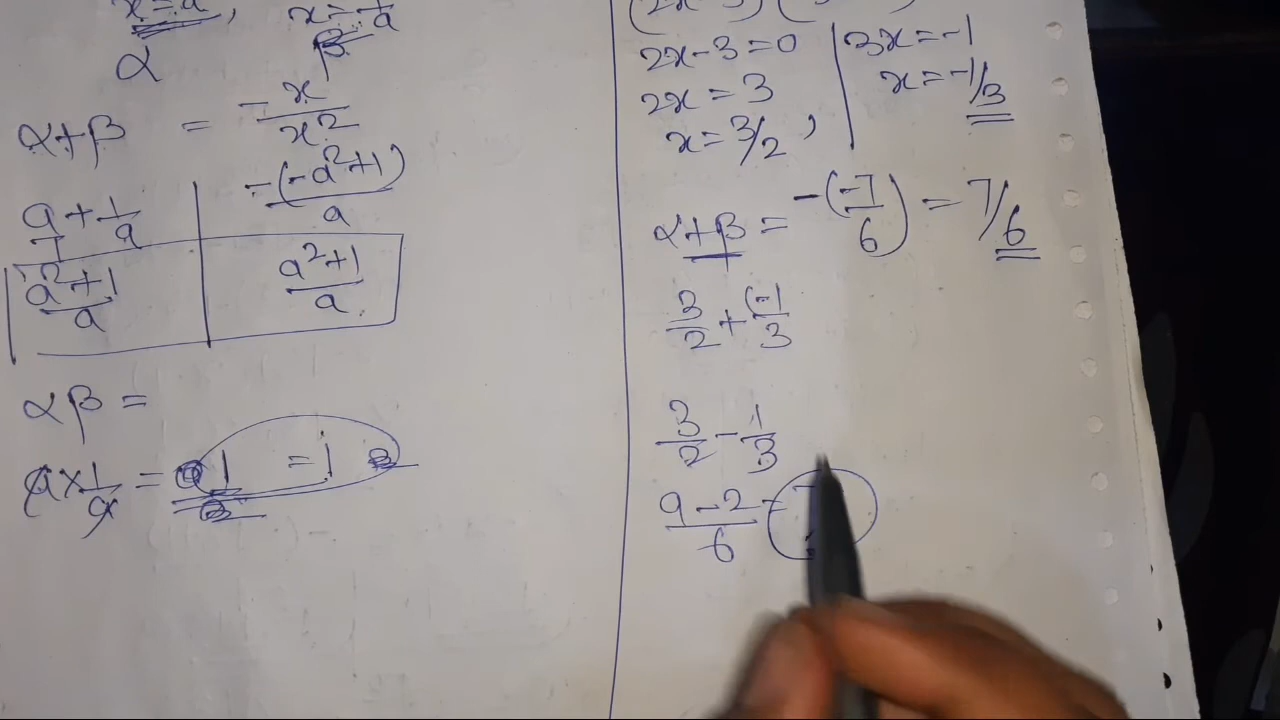 x=a, x=1/a
α β
α+β = -x/x²
a+1/a | -(-a²+1)/a
a²+1/a | a²+1/a
αβ =
a×1/a = 1 =1
2x-3=0 | 3x=-1
2x=3 | x=-1/3
x=3/2,
α+β = -(-7/6) = 7/6
3/2+(-1/3
3/2-1/3
9-2/6 =